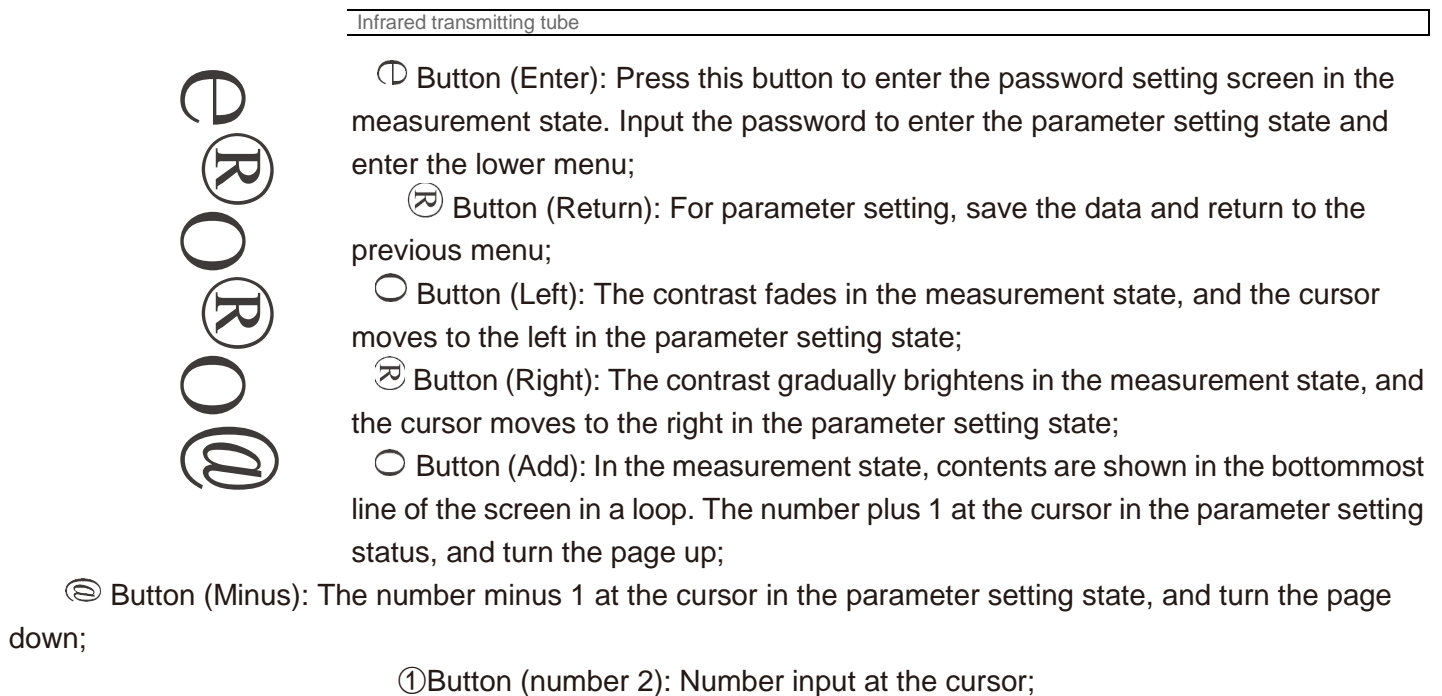 Infrared transmitting tube
e
®
O
®
O
@
Button (Enter): Press this button to enter the password setting screen in the
measurement state. Input the password to enter the parameter setting state and
enter the lower menu;
® Button (Return): For parameter setting, save the data and return to the
previous menu;
O Button (Left): The contrast fades in the measurement state, and the cursor
moves to the left in the parameter setting state;
® Button (Right): The contrast gradually brightens in the measurement state, and
the cursor moves to the right in the parameter setting state;
O Button (Add): In the measurement state, contents are shown in the bottommost
line of the screen in a loop. The number plus 1 at the cursor in the parameter setting
status, and turn the page up;
@ Button (Minus): The number minus 1 at the cursor in the parameter setting state, and turn the page
down;
①Button (number 2): Number input at the cursor;